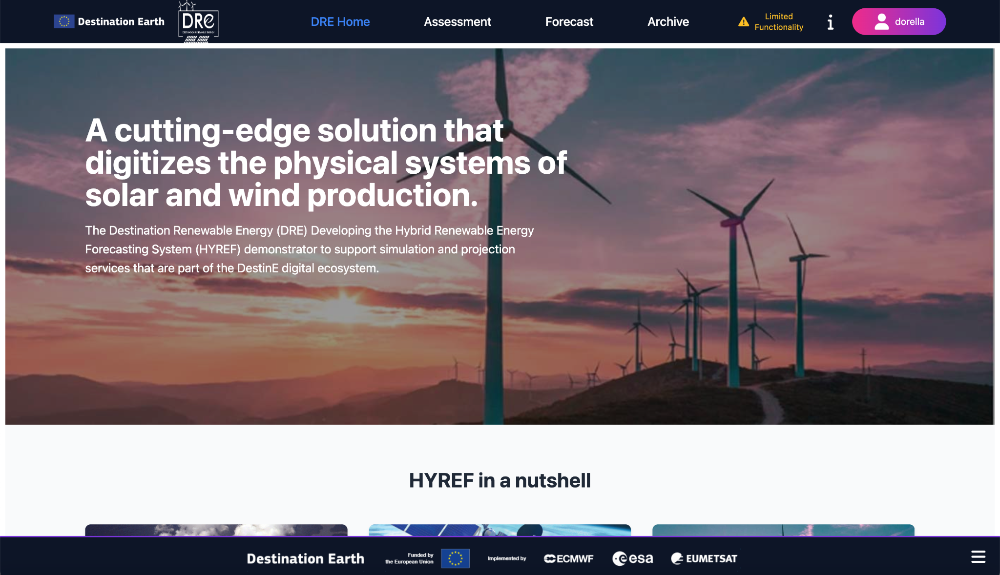 Destination Earth
DRE
DESTINATION RENEWABLE ENERGY
DRE Home
Assessment
Forecast
Archive
Limited
Functionality
dorella
A cutting-edge solution that
digitizes the physical systems of
solar and wind production.
The Destination Renewable Energy (DRE) Developing the Hybrid Renewable Energy
Forecasting System (HYREF) demonstrator to support simulation and projection
services that are part of the DestinE digital ecosystem.
HYREF in a nutshell
Destination Earth
Funded by
the European Union
Implemented by
ECMWF
esa
EUMETSAT